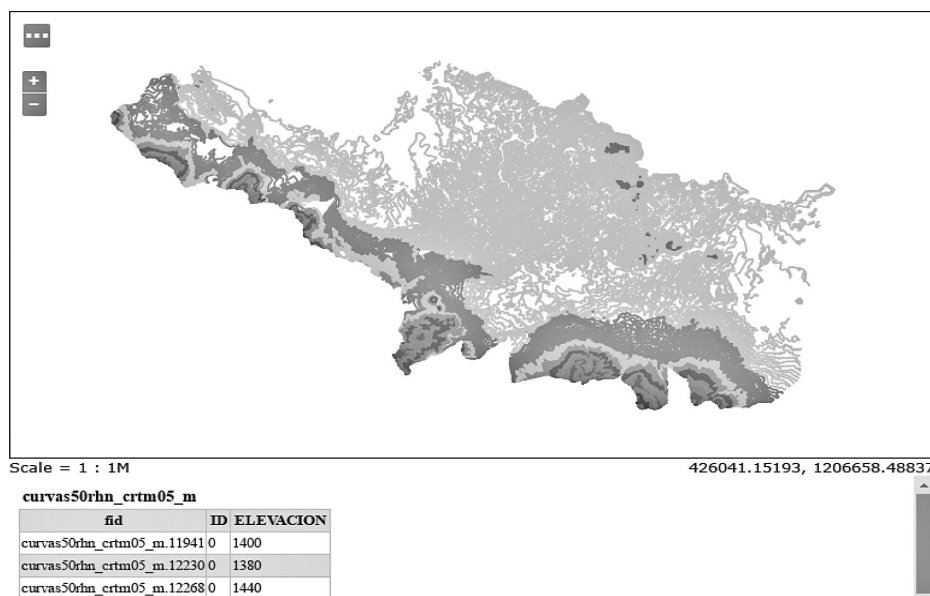 +
−
Scale = 1 : 1M 426041.15193, 1206658.48837
curvas50rhn_crtm05_m
fid ID ELEVACION
curvas50rhn_crtm05_m.11941 0 1400
curvas50rhn_crtm05_m.12230 0 1380
curvas50rhn_crtm05_m.12268 0 1440